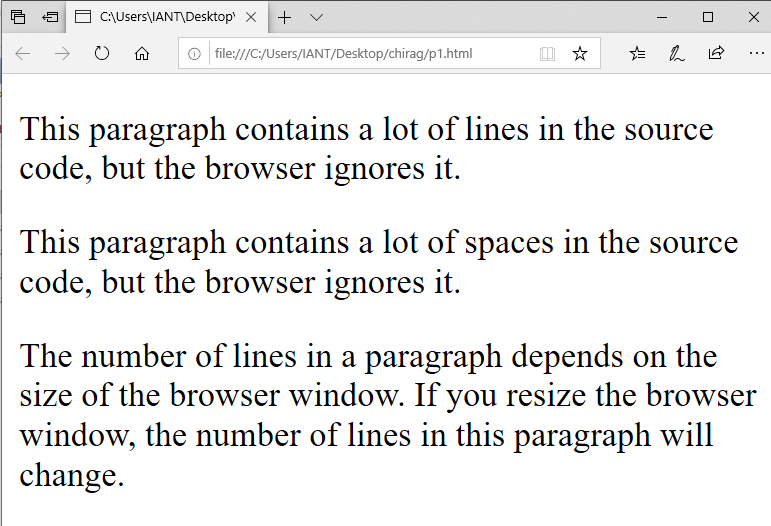 C:\Users\IANT\Desktop\
file:///C:/Users/IANT/Desktop/chirag/p1.html
This paragraph contains a lot of lines in the source
code, but the browser ignores it.
This paragraph contains a lot of spaces in the source
code, but the browser ignores it.
The number of lines in a paragraph depends on the
size of the browser window. If you resize the browser
window, the number of lines in this paragraph will
change.